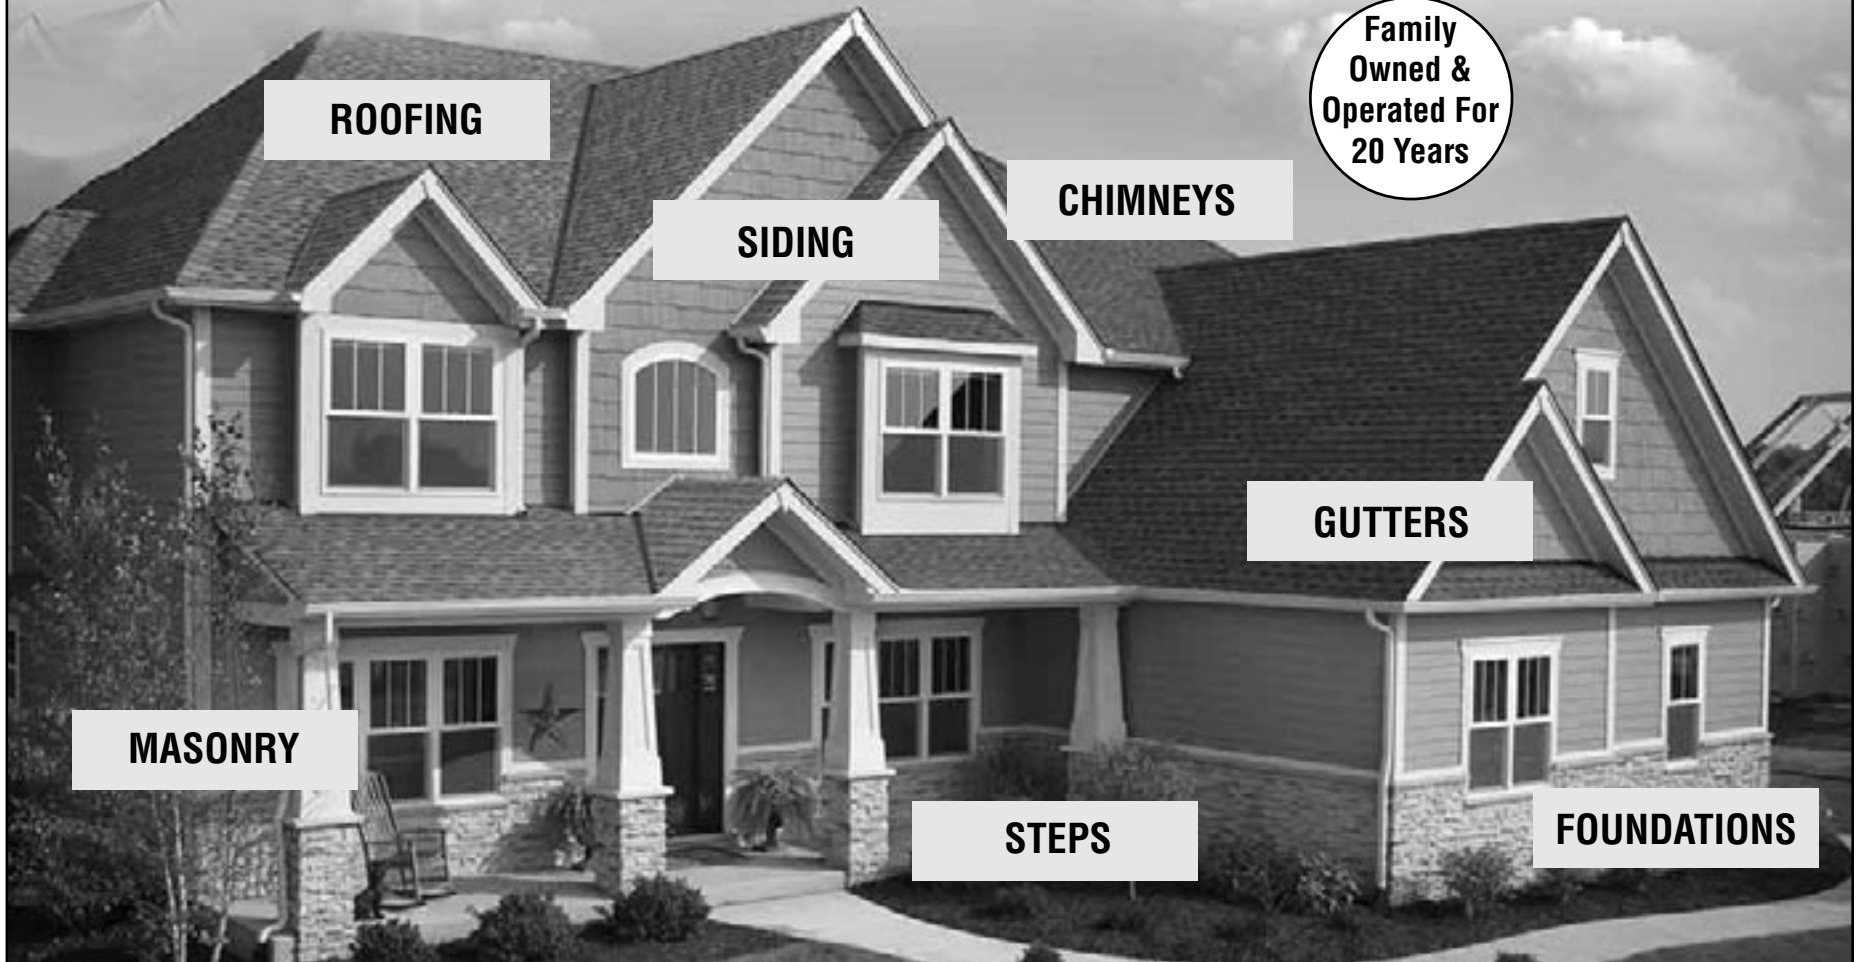 Family
Owned &
Operated For
20 Years
ROOFING
CHIMNEYS
SIDING
GUTTERS
MASONRY
STEPS
FOUNDATIONS